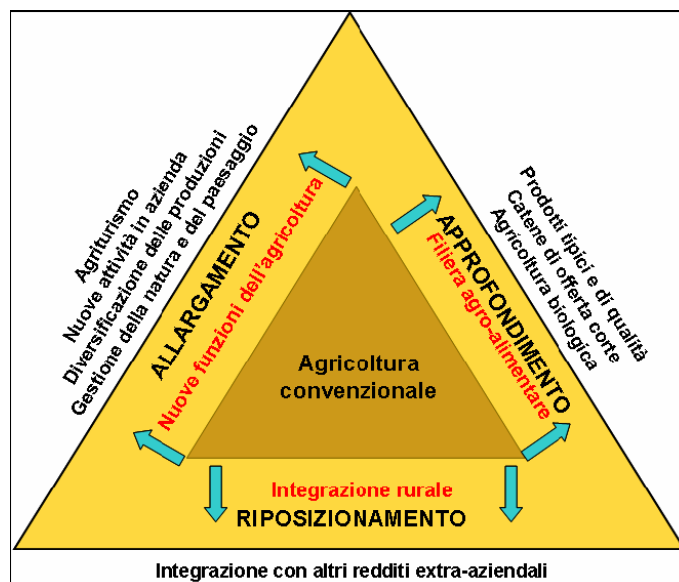 Agriturismo
Nuove attività in azienda
Diversificazione delle produzioni
Gestione della natura e del paesaggio
ALLARGAMENTO
Nuove funzioni dell'agricoltura
Prodotti tipici e di qualità
Catene di offerta corte
Agricoltura biologica
APPROFONDIMENTO
Filiera agro-alimentare
Agricoltura
convenzionale
Integrazione rurale
RIPOSIZIONAMENTO
Integrazione con altri redditi extra-aziendali